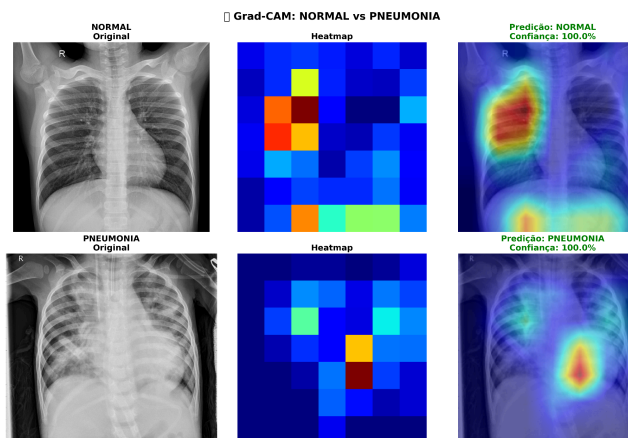 Grad-CAM: NORMAL vs PNEUMONIA
NORMAL
Original
Heatmap
Predição: NORMAL
Confiança: 100.0%
R
R
PNEUMONIA
Original
Heatmap
Predição: PNEUMONIA
Confiança: 100.0%
R
R